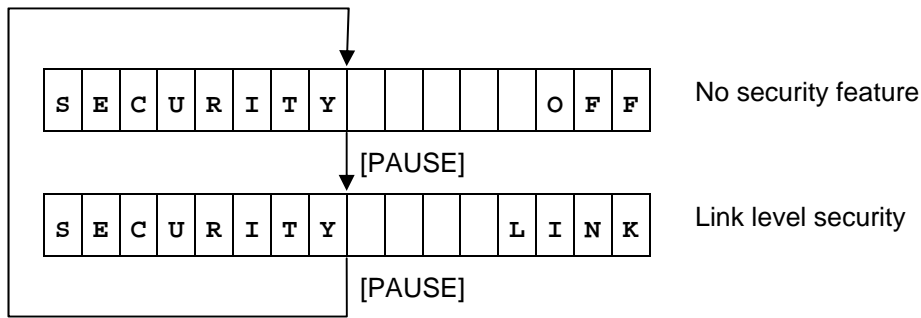 SECURITY OFF No security feature
[PAUSE]
SECURITY LINK Link level security
[PAUSE]